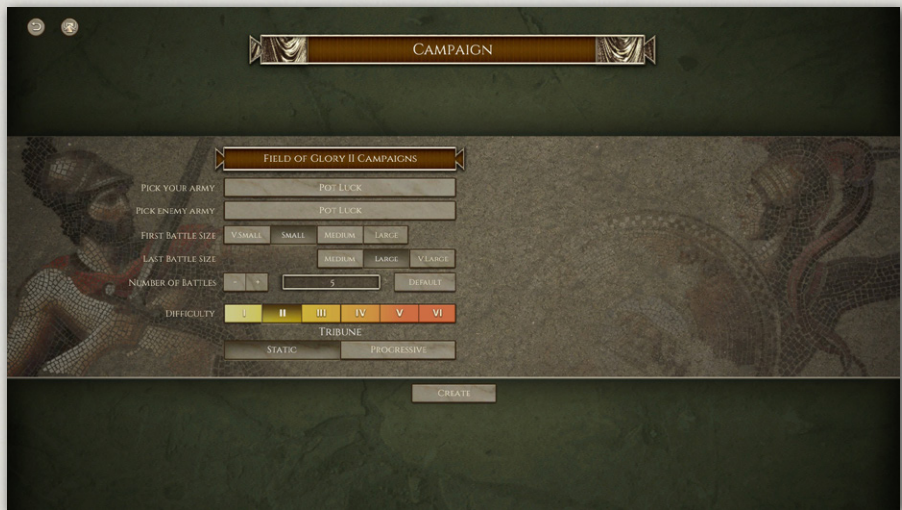 Campaign
Field of Glory II Campaigns
Pick your army Pot Luck
Pick enemy army Pot Luck
First Battle Size V.Small Small Medium Large
Last Battle Size Medium Large V.Large
Number of Battles - + 5 Default
Difficulty I II III IV V VI
Tribune
Static Progressive
Create